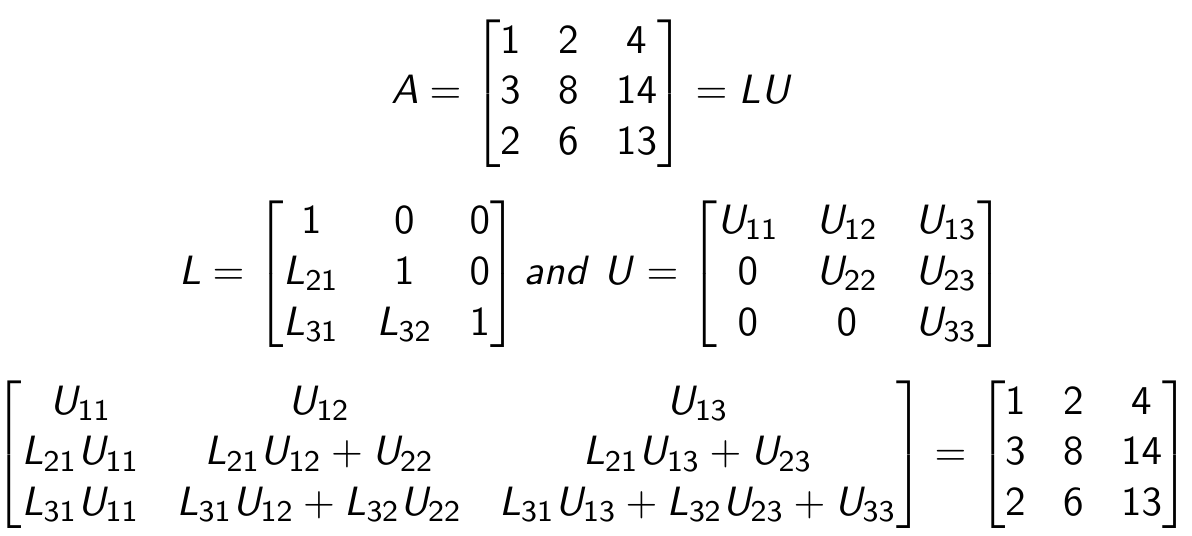 A = [1 2 4; 3 8 14; 2 6 13] = LU
L = [1 0 0; L₂₁ 1 0; L₃₁ L₃₂ 1] and U = [U₁₁ U₁₂ U₁₃; 0 U₂₂ U₂₃; 0 0 U₃₃]
[U₁₁ U₁₂ U₁₃; L₂₁U₁₁ L₂₁U₁₂ + U₂₂ L₂₁U₁₃ + U₂₃; L₃₁U₁₁ L₃₁U₁₂ + L₃₂U₂₂ L₃₁U₁₃ + L₃₂U₂₃ + U₃₃] = [1 2 4; 3 8 14; 2 6 13]